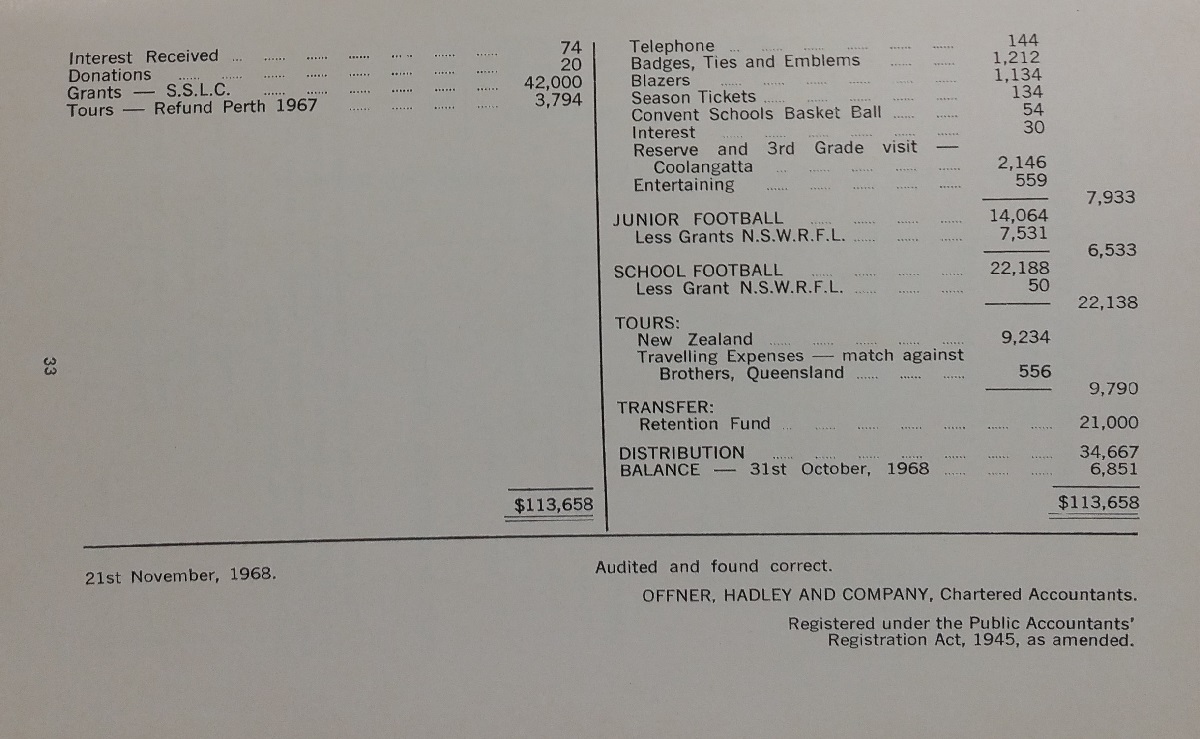 Interest Received ... ...... ...... ...... ...... ...... ...... 74
Donations ...... ...... ...... ...... ...... ...... ...... 20
Grants — S.S.L.C. ...... ...... ...... ...... ...... ...... 42,000
Tours — Refund Perth 1967 ...... ...... ...... ...... 3,794
$113,658
Telephone ... ...... ...... ...... ...... ...... 144
Badges, Ties and Emblems ...... ...... 1,212
Blazers ...... ...... ...... ...... ...... ...... 1,134
Season Tickets ...... ...... ...... ...... ...... 134
Convent Schools Basket Ball ...... ...... 54
Interest ...... ...... ...... ...... ...... ...... 30
Reserve and 3rd Grade visit —
Coolangatta ... ...... ...... ...... ...... 2,146
Entertaining ...... ...... ...... ...... ...... 559
7,933
JUNIOR FOOTBALL ...... ...... ...... ...... 14,064
Less Grants N.S.W.R.F.L. ...... ...... ...... 7,531
6,533
SCHOOL FOOTBALL ...... ...... ...... ...... 22,188
Less Grant N.S.W.R.F.L. ...... ...... ...... 50
22,138
TOURS:
New Zealand ...... ...... ...... ...... ...... 9,234
Travelling Expenses — match against
Brothers, Queensland ...... ...... ...... 556
9,790
TRANSFER:
Retention Fund ... ...... ...... ...... ...... ...... ...... 21,000
DISTRIBUTION ...... ...... ...... ...... ...... ...... ...... 34,667
BALANCE — 31st October, 1968 ...... ...... ...... 6,851
$113,658
33
21st November, 1968.
Audited and found correct.
OFFNER, HADLEY AND COMPANY, Chartered Accountants.
Registered under the Public Accountants'
Registration Act, 1945, as amended.